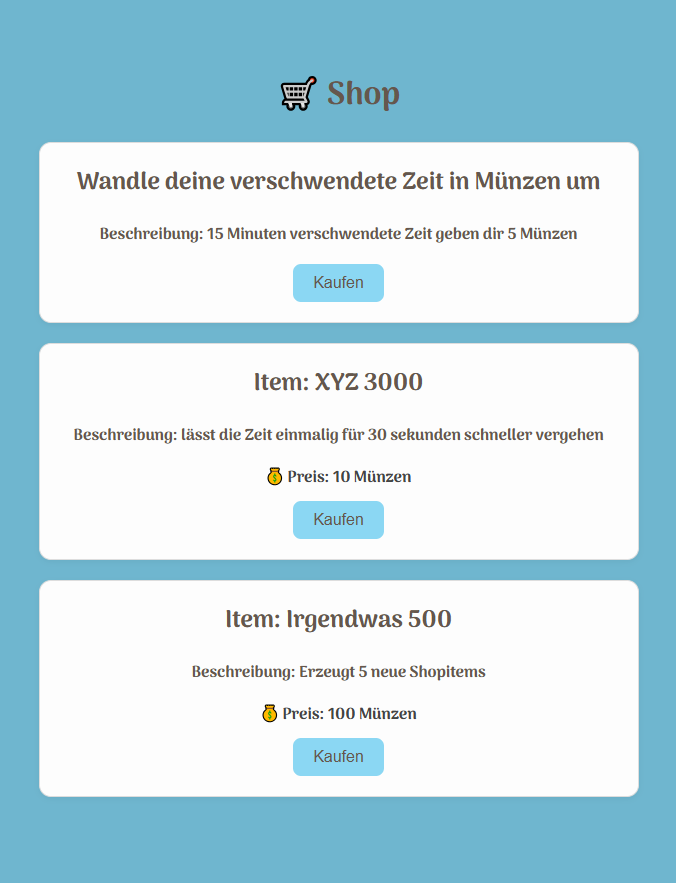 Shop
Wandle deine verschwendete Zeit in Münzen um
Beschreibung: 15 Minuten verschwendete Zeit geben dir 5 Münzen
Kaufen
Item: XYZ 3000
Beschreibung: lässt die Zeit einmalig für 30 sekunden schneller vergehen
Preis: 10 Münzen
Kaufen
Item: Irgendwas 500
Beschreibung: Erzeugt 5 neue Shopitems
Preis: 100 Münzen
Kaufen